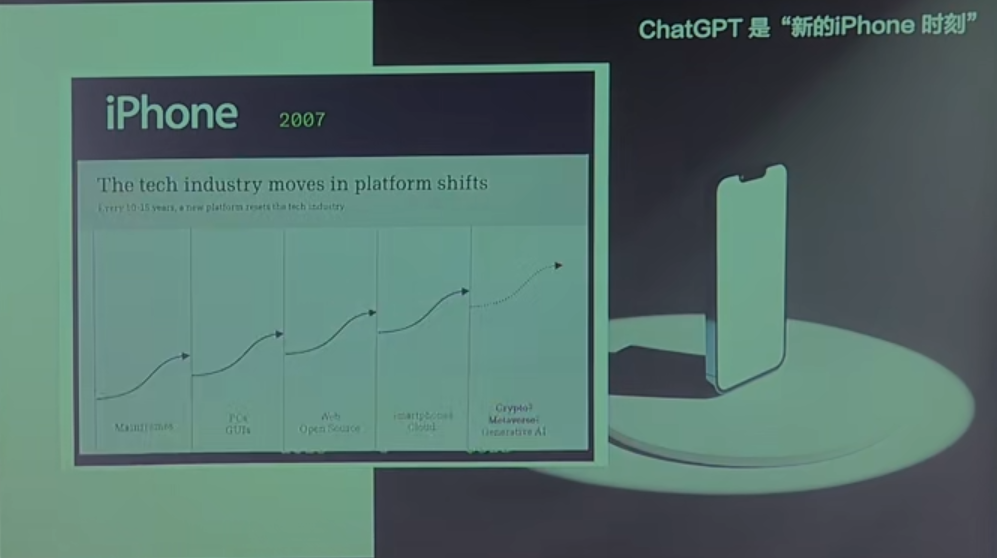 ChatGPT 是 “新的iPhone 时刻”
iPhone 2007
The tech industry moves in platform shifts
Every 10-15 years, a new platform resets the tech industry
Mainframes
PCs
GUIs
Web
Open Source
Smartphones
Cloud
Crypto?
Metaverse?
Generative AI